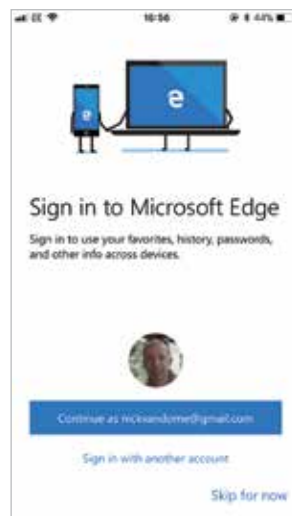 EE 16:56 44%
e
e
Sign in to Microsoft Edge
Sign in to use your favorites, history, passwords,
and other info across devices.
Continue as nickvandome@gmail.com
Sign in with another account
Skip for now